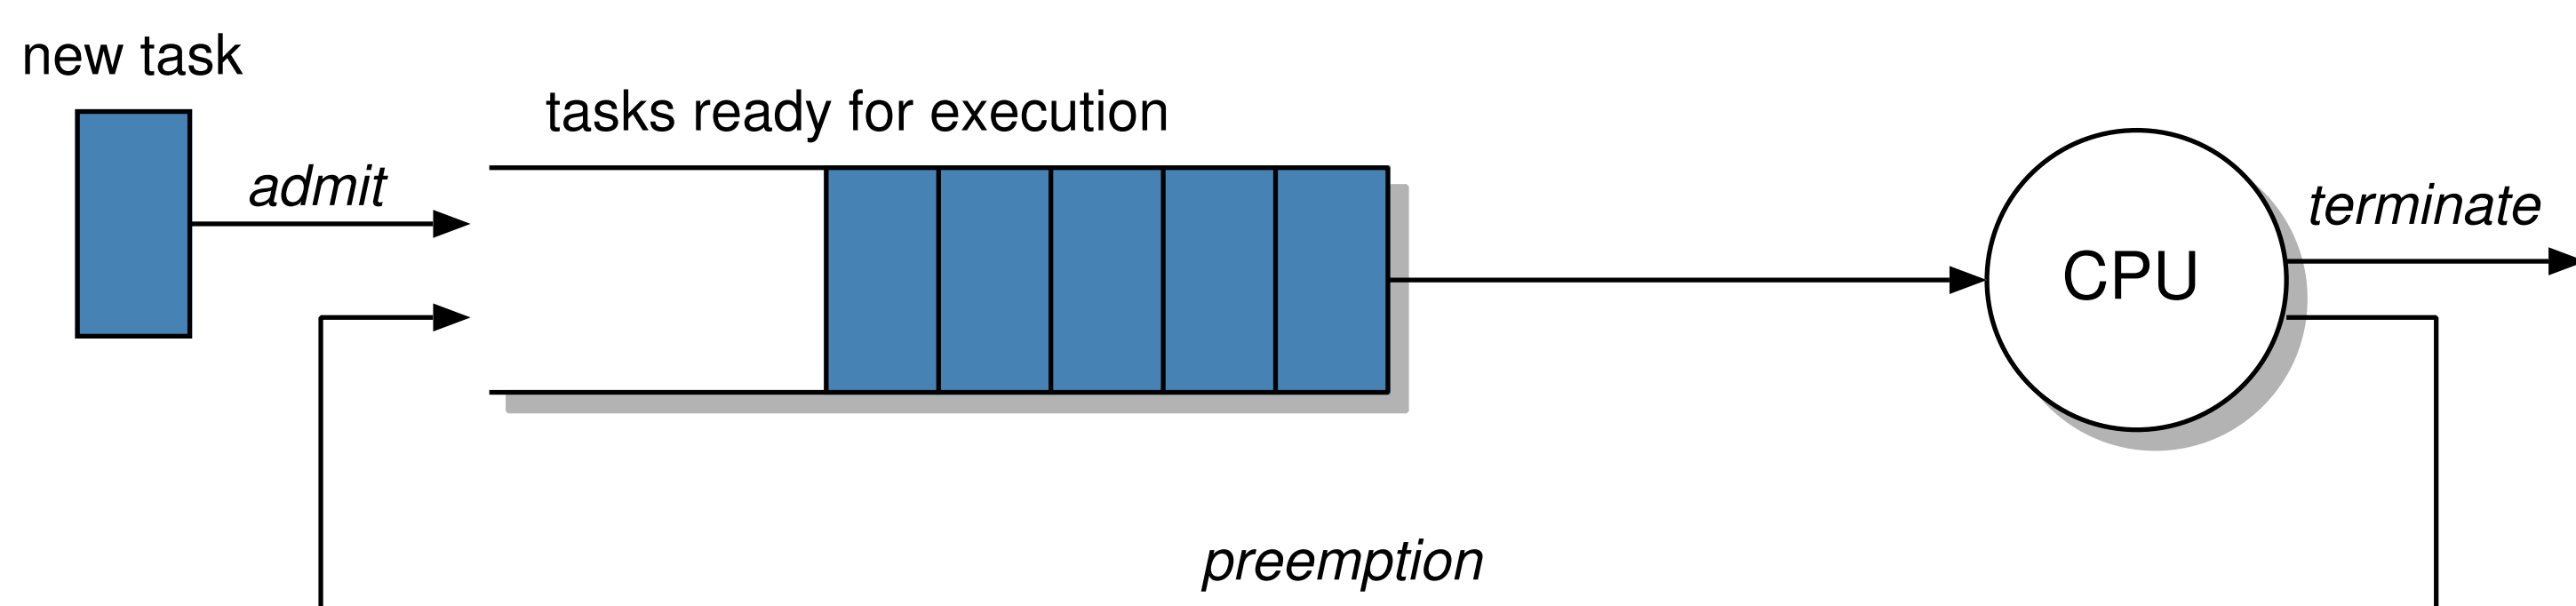 new task
tasks ready for execution
admit
terminate
CPU
preemption